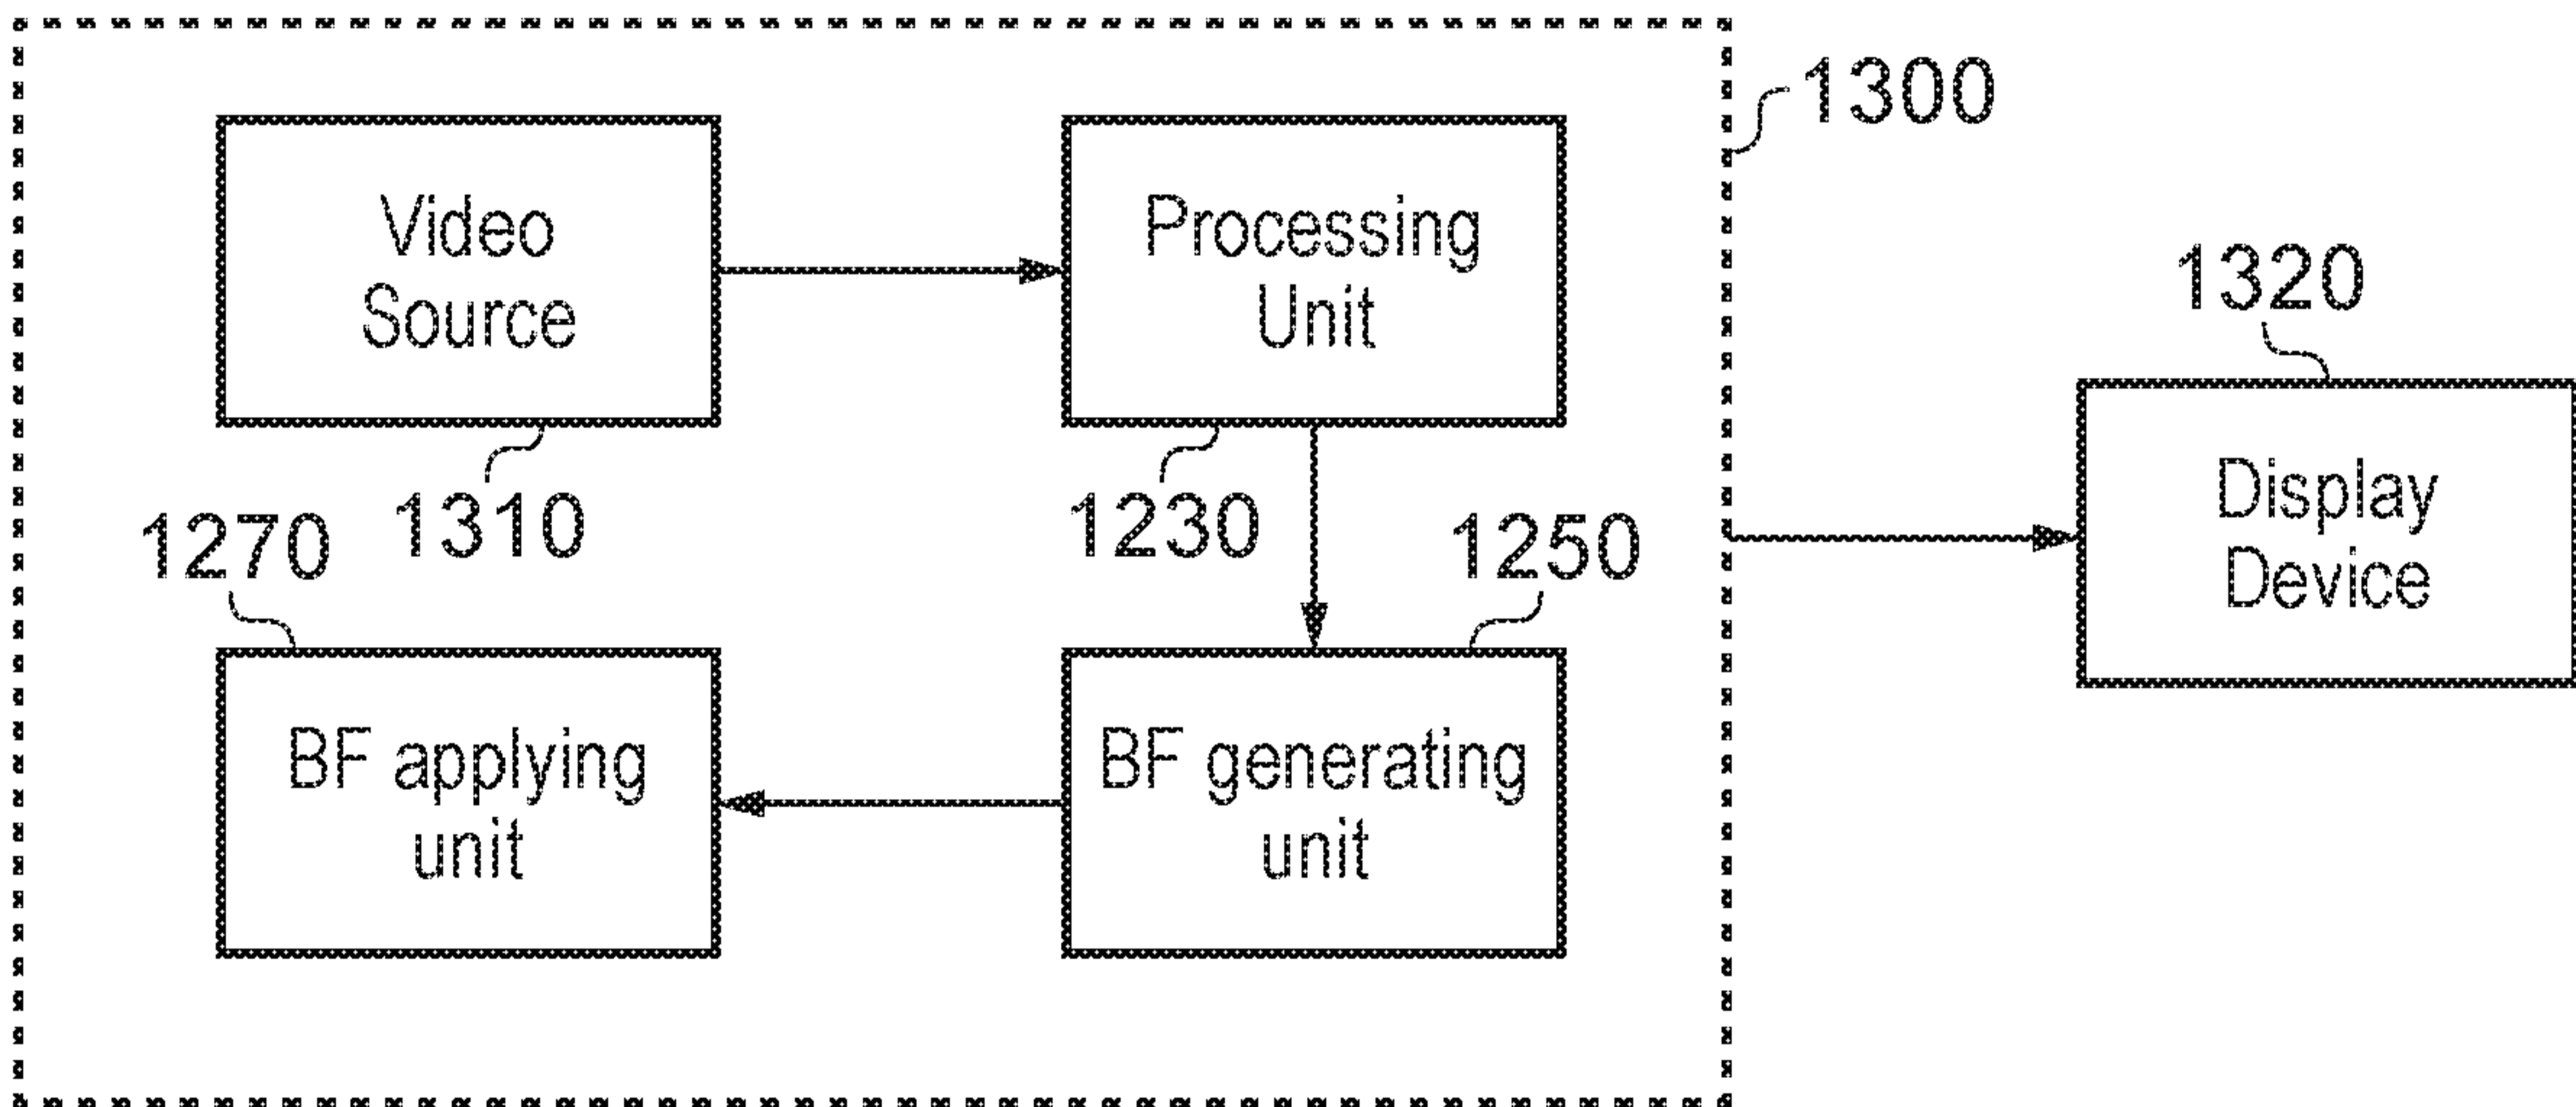 1300
Video
Source
Processing
Unit
1320
1310
1230
Display
Device
1270
1250
BF applying
unit
BF generating
unit